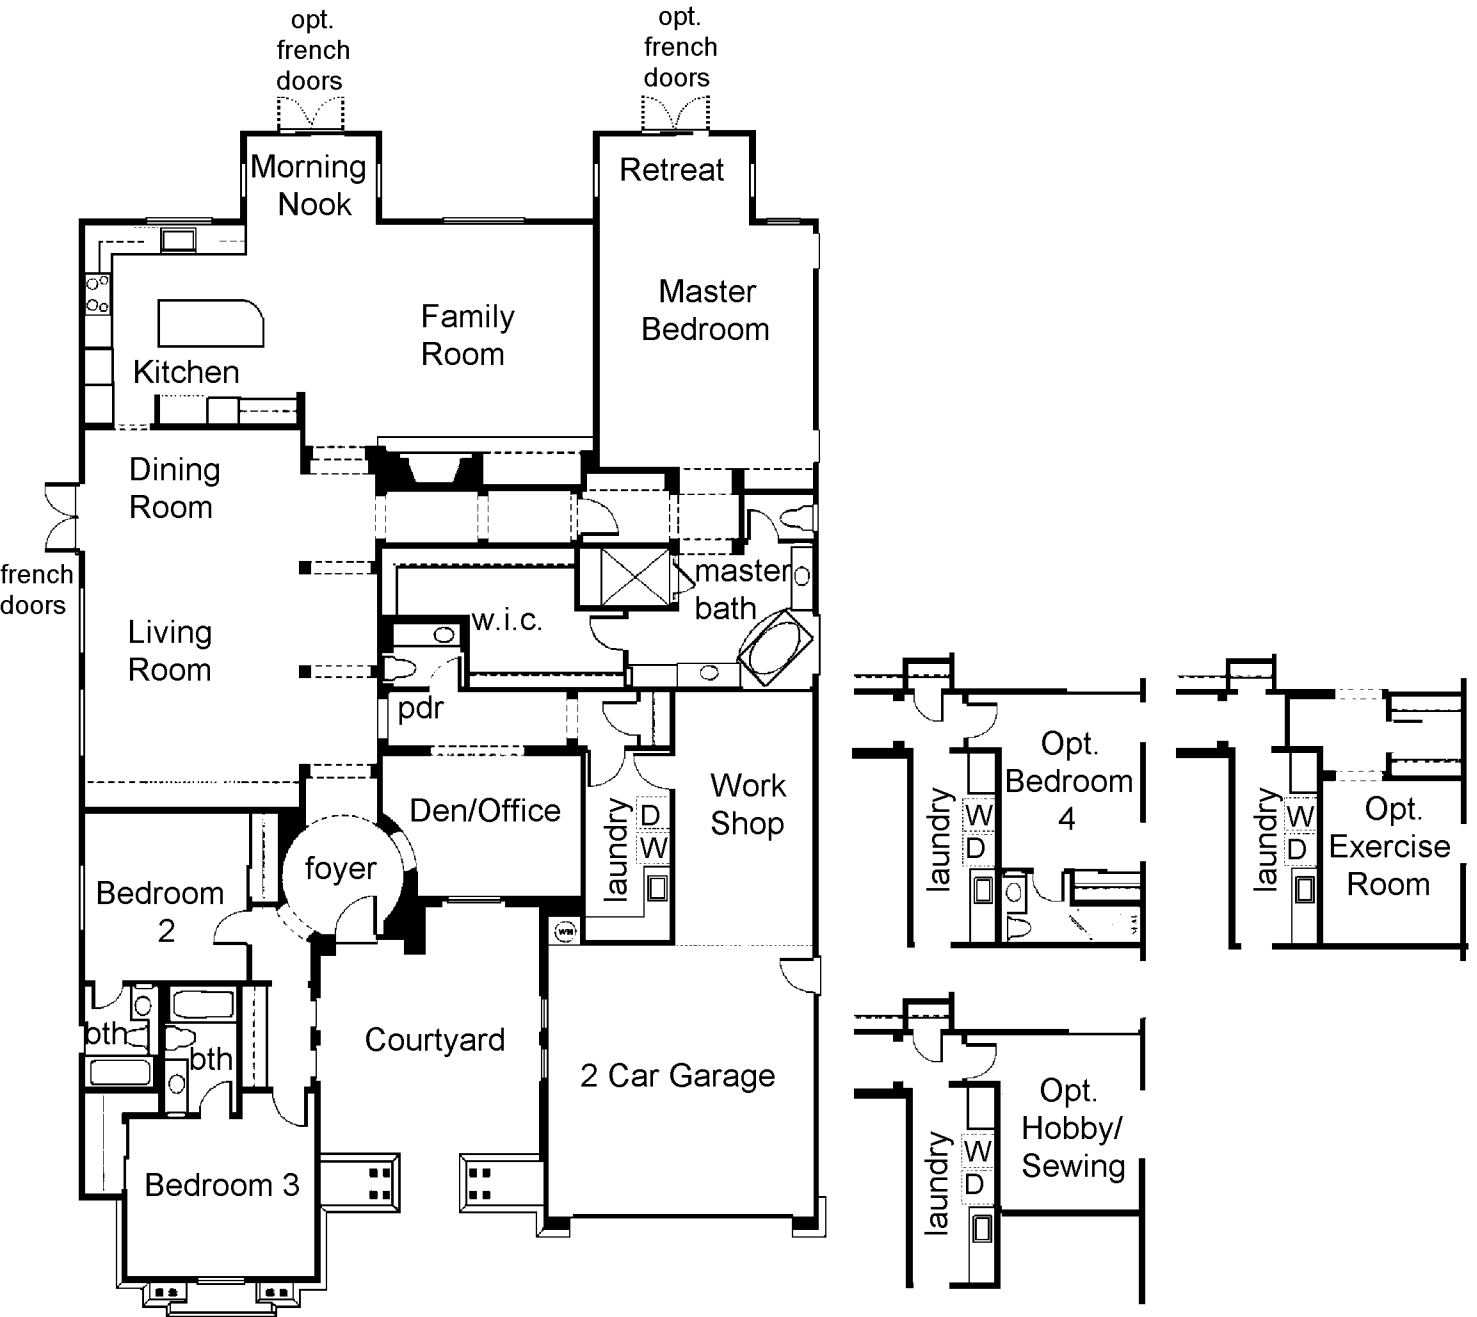 opt.
french
doors
opt.
french
doors
Morning
Nook
Retreat
Master
Bedroom
Family
Room
Kitchen
Dining
Room
french
doors
Living
Room
master
bath
w.i.c.
pdr
Den/Office
laundry
D
W
Work
Shop
foyer
Bedroom
2
WH
bth
bth
Courtyard
2 Car Garage
Bedroom 3
Opt.
Bedroom
4
laundry
W
D
Opt.
Exercise
Room
laundry
W
D
Opt.
Hobby/
Sewing
laundry
W
D